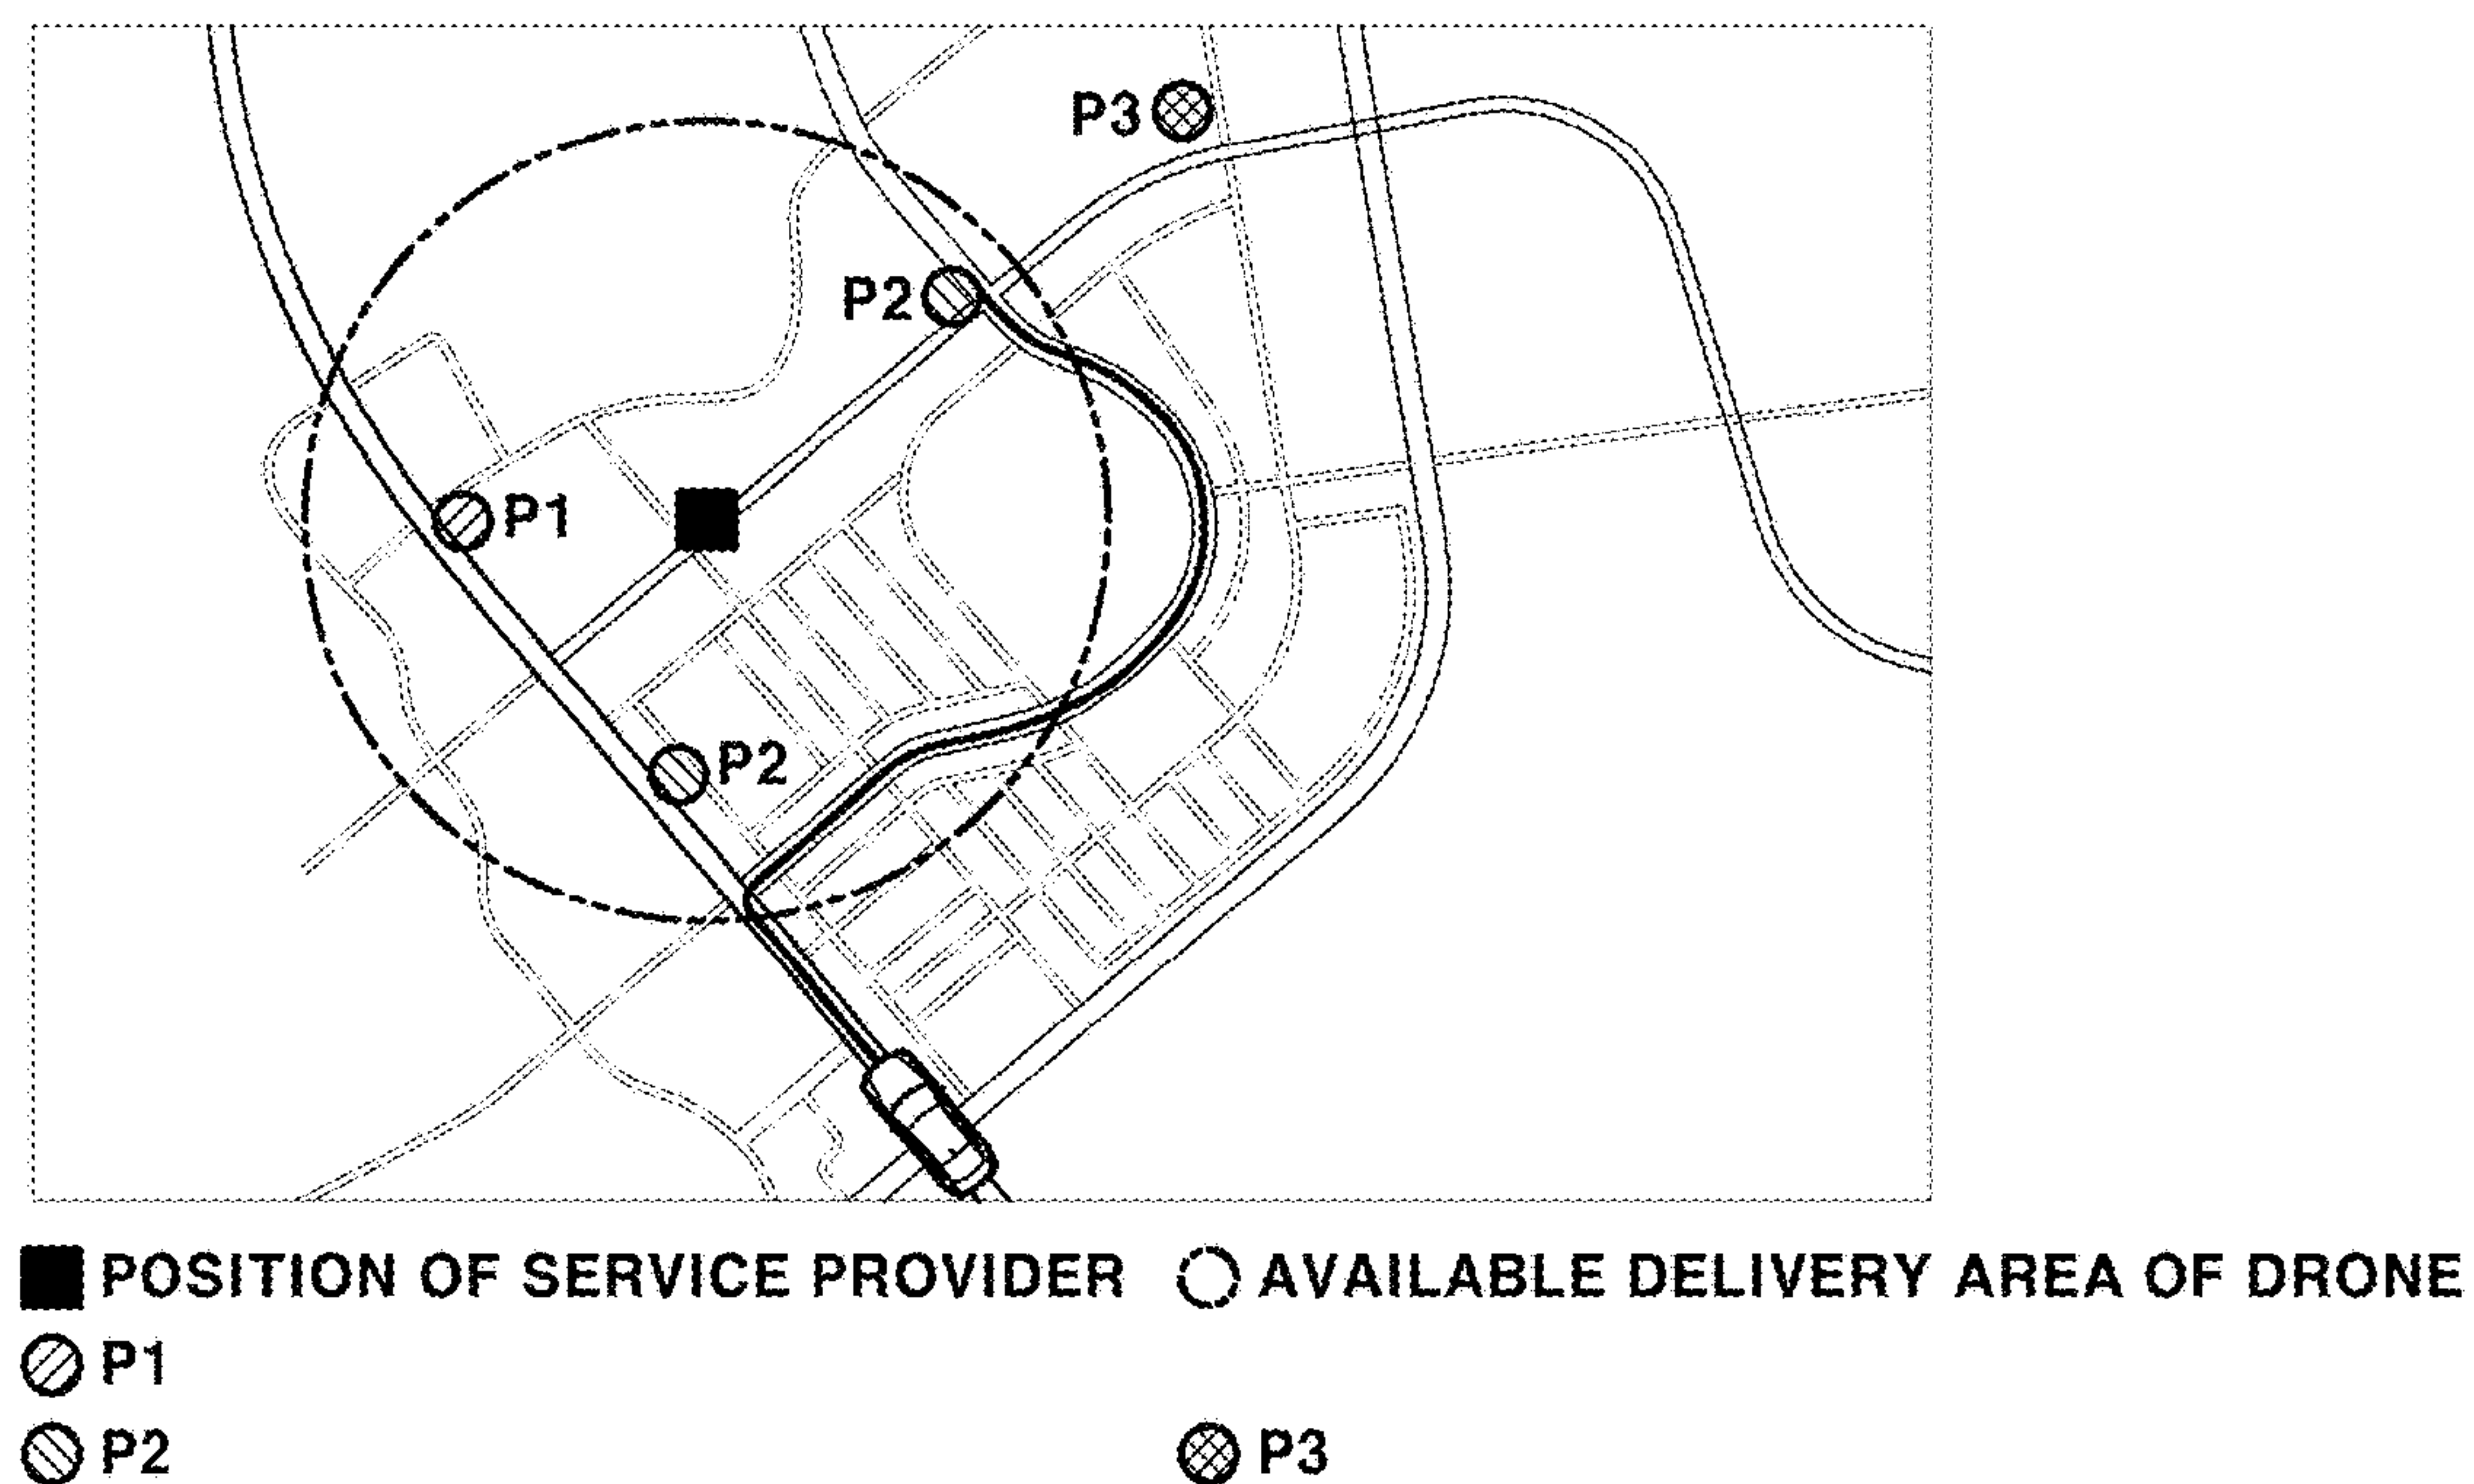 P3
P2
P1
P2
POSITION OF SERVICE PROVIDER AVAILABLE DELIVERY AREA OF DRONE
P1
P2 P3